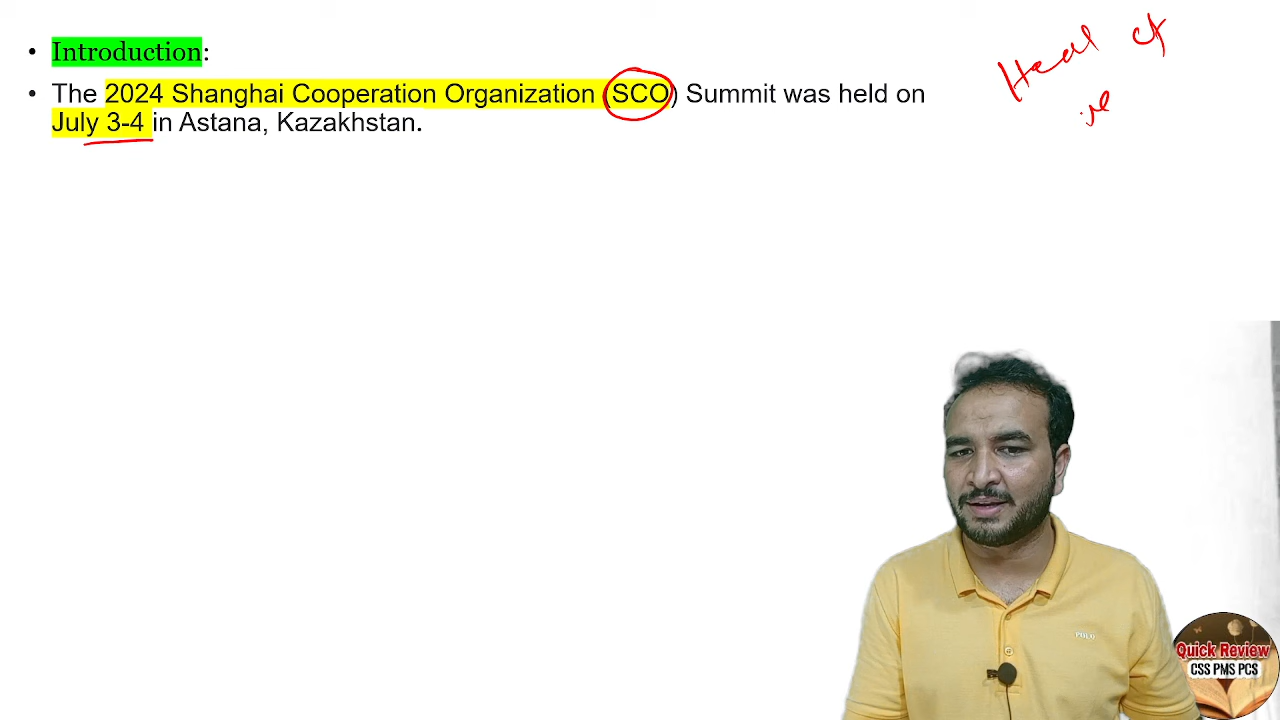 • Introduction:
• The 2024 Shanghai Cooperation Organization (SCO) Summit was held on
July 3-4 in Astana, Kazakhstan.
Head of
POLO
Quick Review
CSS PMS PCS